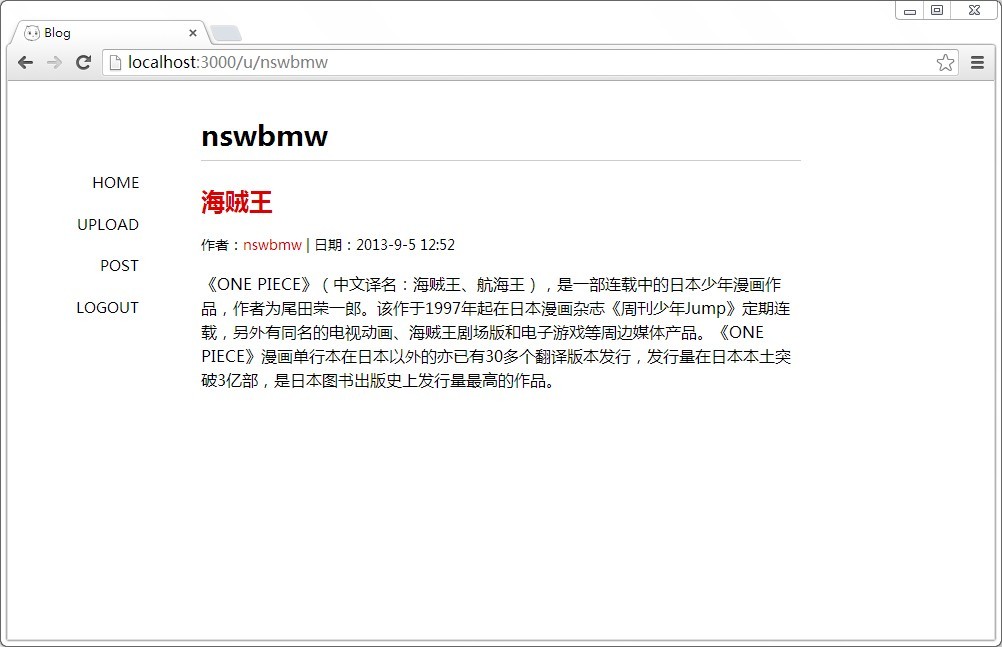 Blog
localhost:3000/u/nswbmw
nswbmw
HOME
UPLOAD
POST
LOGOUT
海贼王
作者：nswbmw | 日期：2013-9-5 12:52
《ONE PIECE》（中文译名：海贼王、航海王），是一部连载中的日本少年漫画作
品，作者为尾田荣一郎。该作于1997年起在日本漫画杂志《周刊少年Jump》定期连
载，另外有同名的电视动画、海贼王剧场版和电子游戏等周边媒体产品。《ONE
PIECE》漫画单行本在日本以外的亦已有30多个翻译版本发行，发行量在日本本土突
破3亿部，是日本图书出版史上发行量最高的作品。